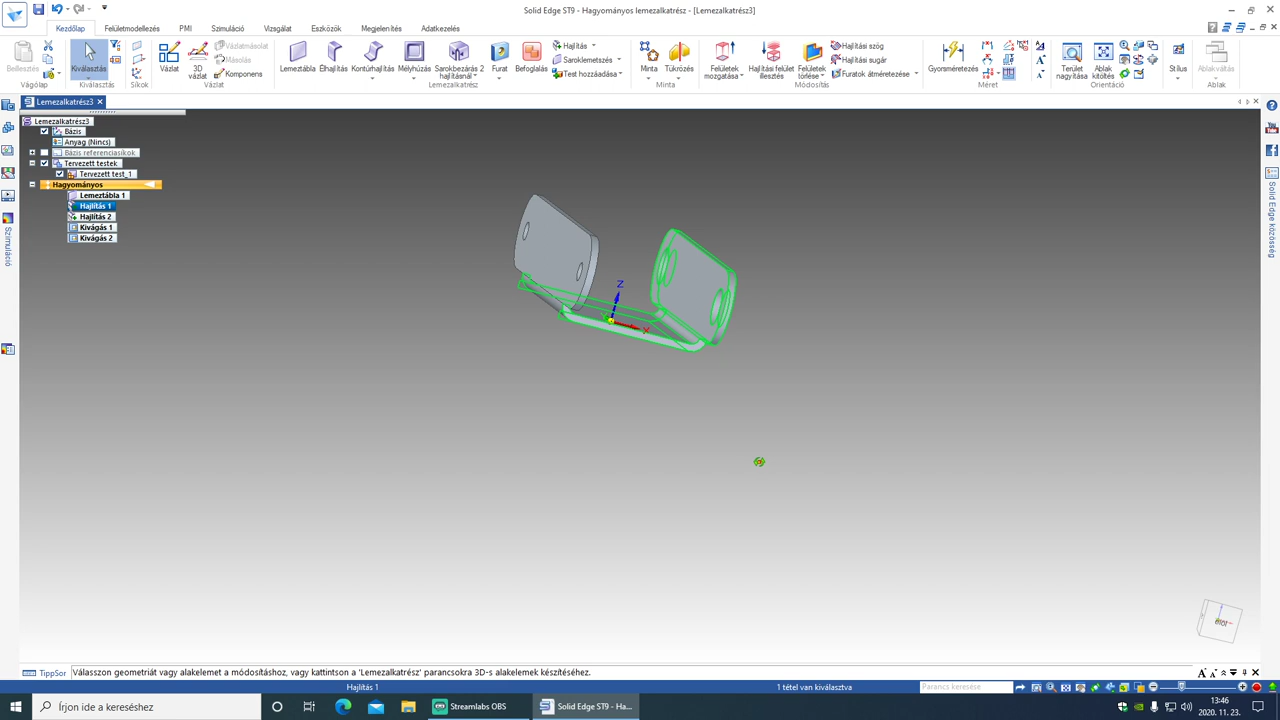 Solid Edge ST9 - Hagyományos lemezalkatrész - [Lemezalkatrész3]
Kezdőlap
Felületmodellezés
PMI
Szimuláció
Vizsgálat
Eszközök
Megjelenítés
Adatkezelés
Beillesztés
Vágólap
Kiválasztás
Kiválasztás
Síkok
Vázlat
3D vázlat
Vázlatmásolat
Másolás
Komponens
Vázlat
Lemeztábla
Élhajlítás
Kontúrhajlítás
Mélyhúzás
Sarokbezárás 2 hajlításnál
Furat
Befoglalás
Hajlítás
Saroklemetszés
Test hozzáadása
Lemezalkatrész
Minta
Tükrözés
Minta
Felületek mozgatása
Hajlítási felület illesztés
Felületek törlése
Hajlítási szög
Hajlítási sugár
Furatok átméretezése
Módosítás
Gyorsméretezés
Méret
Terület nagyítása
Ablak kitöltés
Orientáció
Stílus
Ablakváltás
Ablak
Lemezalkatrész3
Lemezalkatrész3
Bázis
Anyag (Nincs)
Bázis referenciasíkok
Tervezett testek
Tervezett test_1
Hagyományos
Lemeztábla 1
Hajlítás 1
Hajlítás 2
Kivágás 1
Kivágás 2
Szimuláció
Solid Edge közösség
Z
X
TippSor
Válasszon geometriát vagy alakelemet a módosításhoz, vagy kattintson a 'Lemezalkatrész' parancsokra 3D-s alakelemek készítéséhez.
Hajlítás 1
1 tétel van kiválasztva
Parancs keresése
Írjon ide a kereséshez
Streamlabs OBS
Solid Edge ST9 - Ha...
13:46
2020. 11. 23.